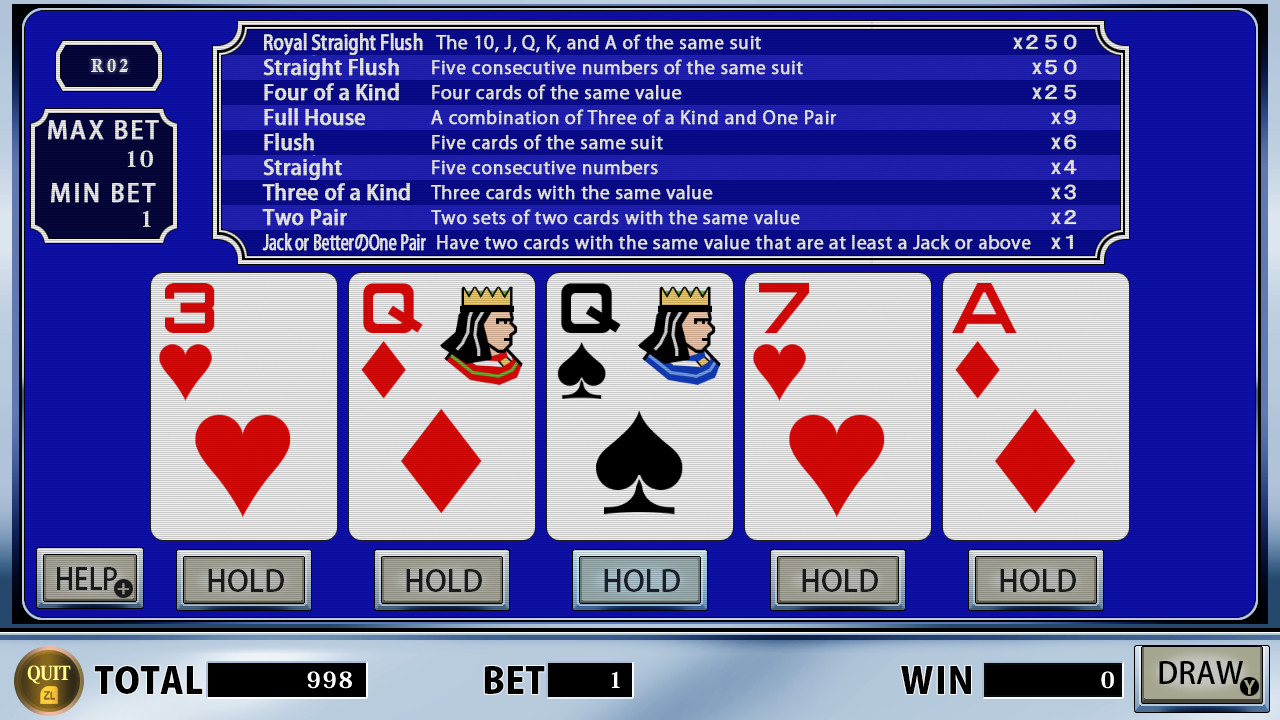 R02
MAX BET
10
MIN BET
1
Royal Straight Flush The 10, J, Q, K, and A of the same suit x250
Straight Flush Five consecutive numbers of the same suit x50
Four of a Kind Four cards of the same value x25
Full House A combination of Three of a Kind and One Pair x9
Flush Five cards of the same suit x6
Straight Five consecutive numbers x4
Three of a Kind Three cards with the same value x3
Two Pair Two sets of two cards with the same value x2
Jack or BetterのOne Pair Have two cards with the same value that are at least a Jack or above x1
3 Q Q 7 A
HELP+ HOLD HOLD HOLD HOLD HOLD
QUIT ZL TOTAL 998 BET 1 WIN 0 DRAW Y